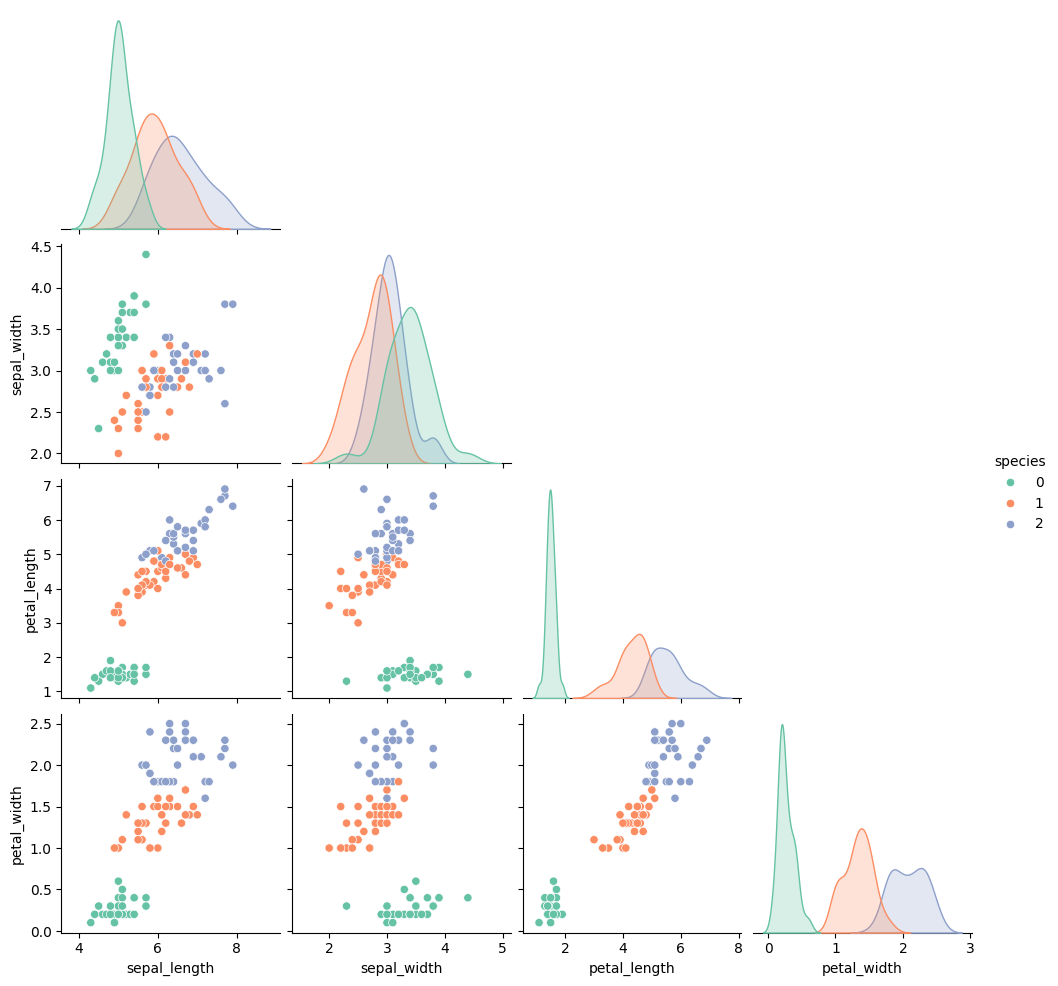 sepal_width
4.5
4.0
3.5
3.0
2.5
2.0
species
0
1
2
petal_length
7
6
5
4
3
2
1
petal_width
2.5
2.0
1.5
1.0
0.5
0.0
4 6 8
2 3 4 5
2 4 6 8
0 1 2 3
sepal_length sepal_width petal_length petal_width